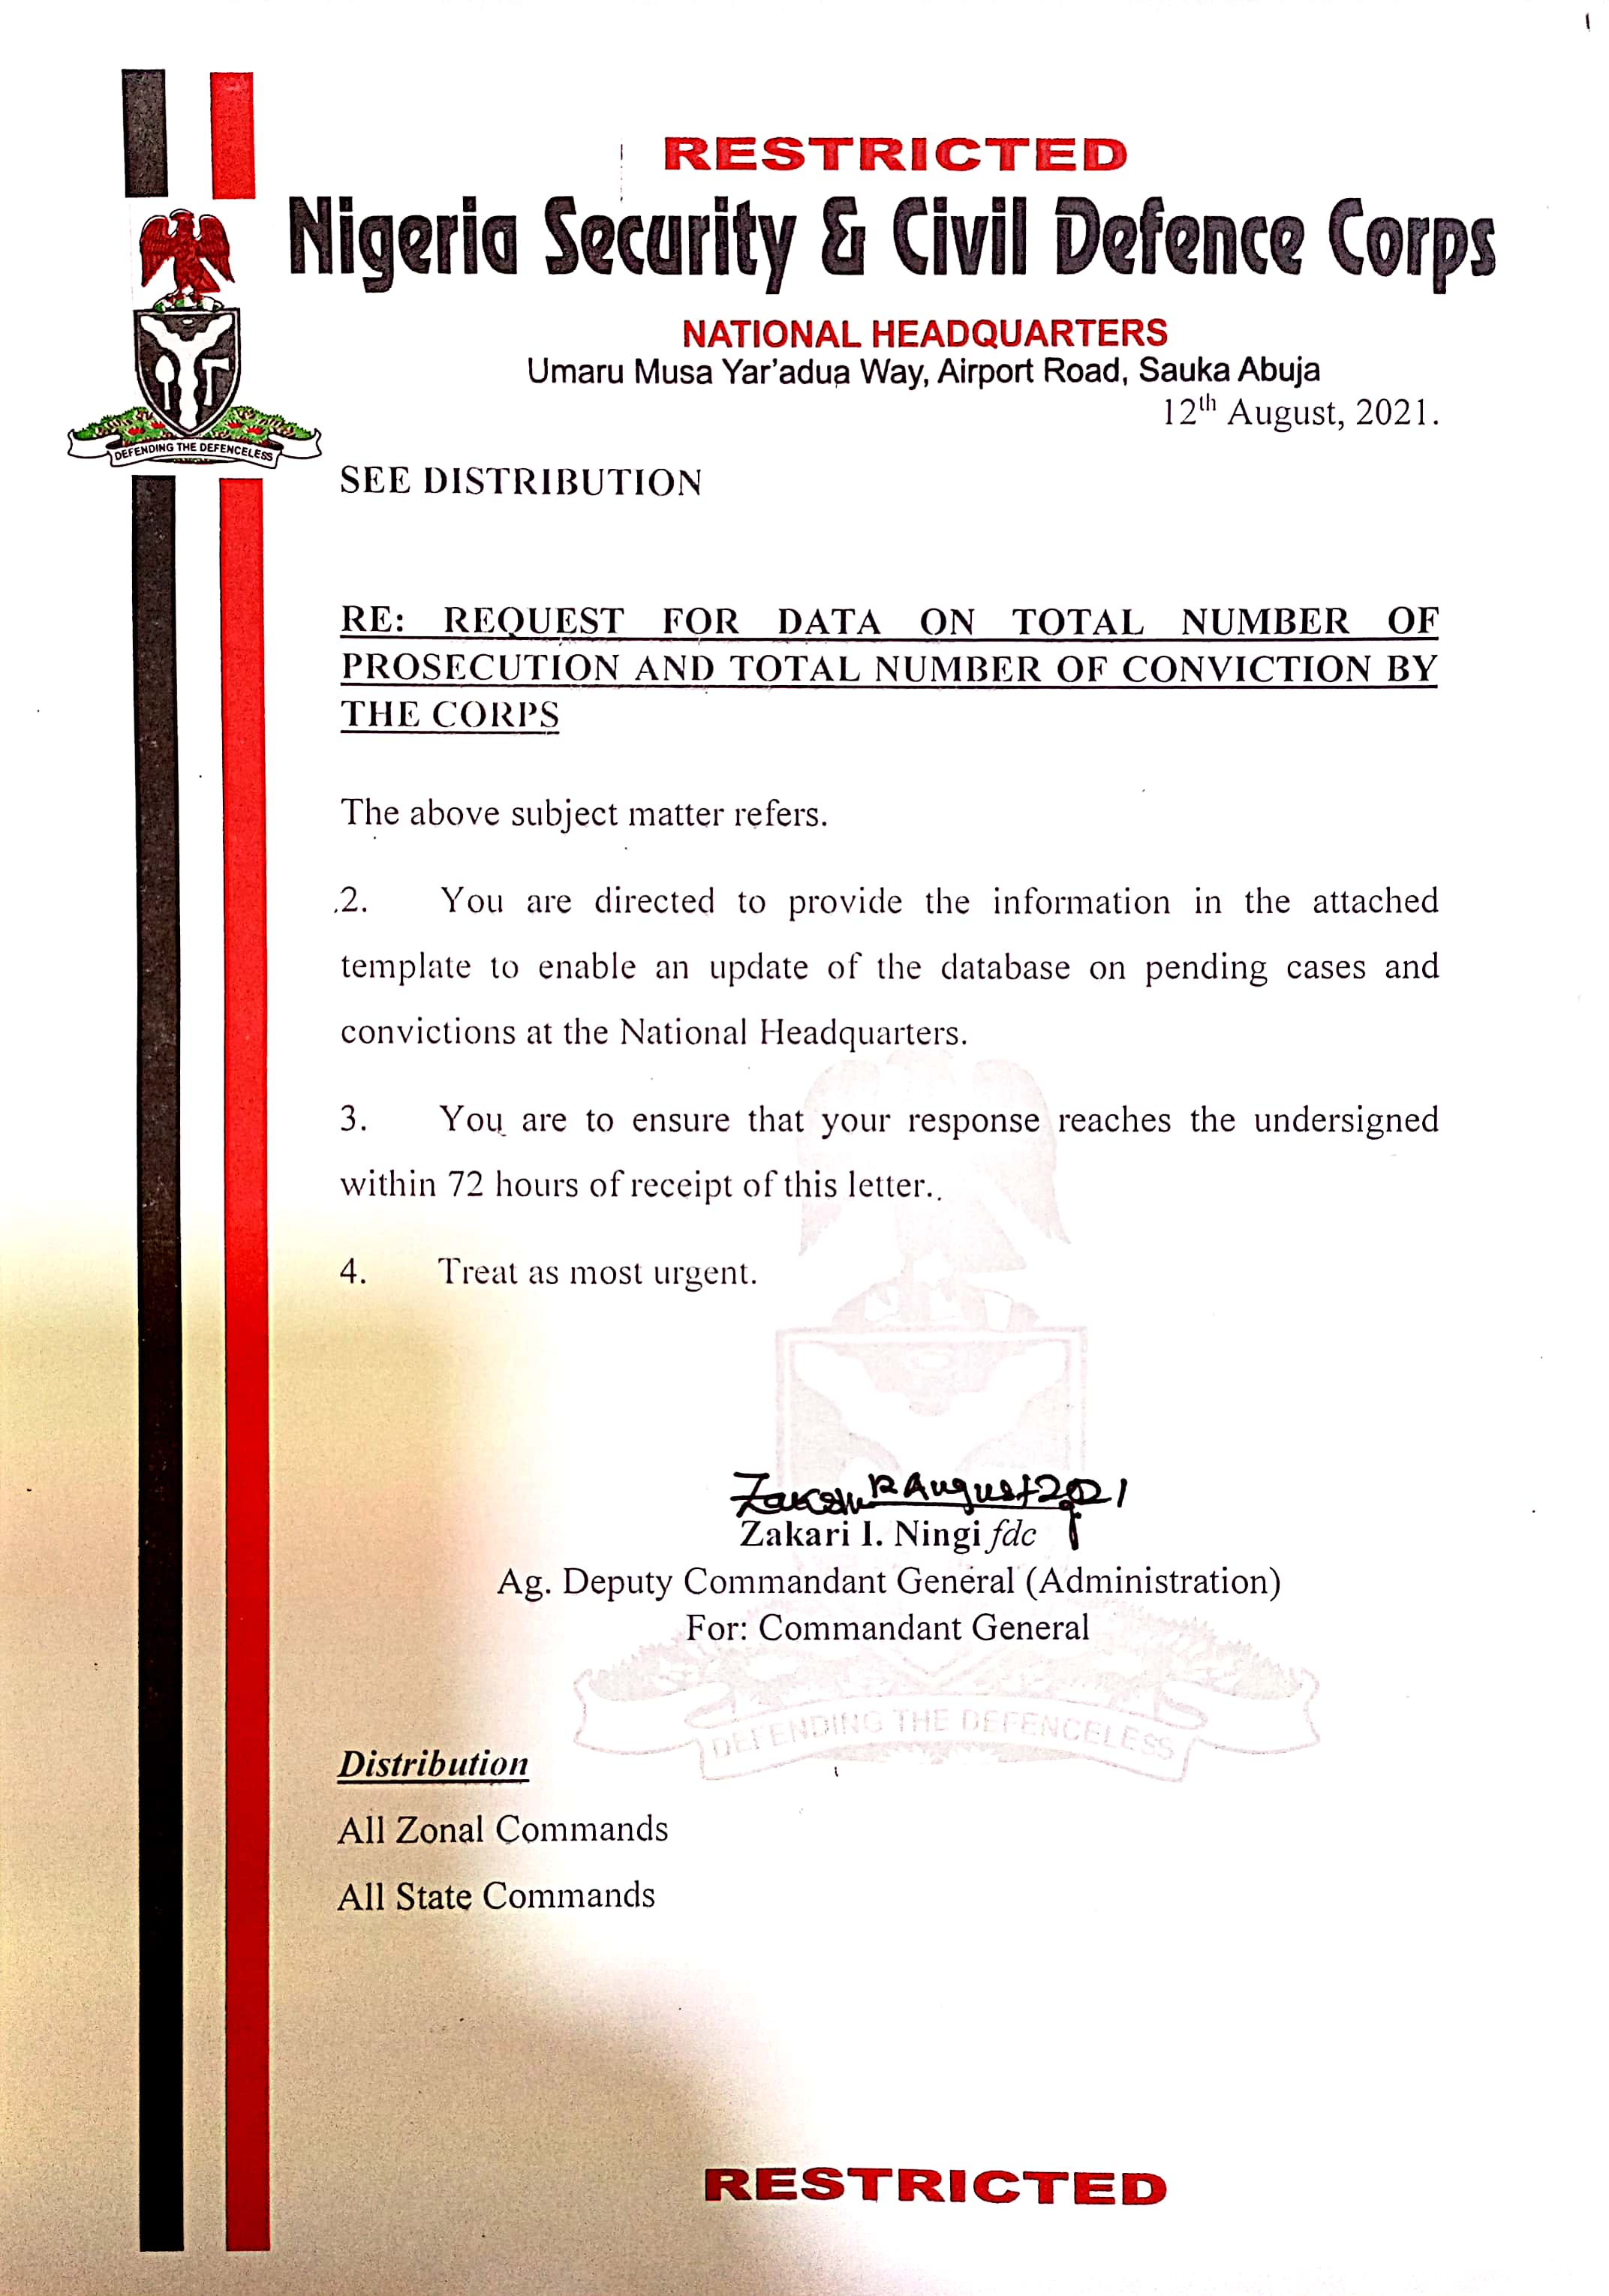 RESTRICTED
Nigeria Security & Civil Defence Corps
NATIONAL HEADQUARTERS
Umaru Musa Yar'adua Way, Airport Road, Sauka Abuja
12th August, 2021.
DEFENDING THE DEFENCELESS
SEE DISTRIBUTION
RE: REQUEST FOR DATA ON TOTAL NUMBER OF
PROSECUTION AND TOTAL NUMBER OF CONVICTION BY
THE CORPS
The above subject matter refers.
2. You are directed to provide the information in the attached
template to enable an update of the database on pending cases and
convictions at the National Headquarters.
3. You are to ensure that your response reaches the undersigned
within 72 hours of receipt of this letter..
4. Treat as most urgent.
12 August 2021
Zakari I. Ningi fdc
Ag. Deputy Commandant General (Administration)
For: Commandant General
DEFENDING THE DEFENCELESS
Distribution
All Zonal Commands
All State Commands
RESTRICTED